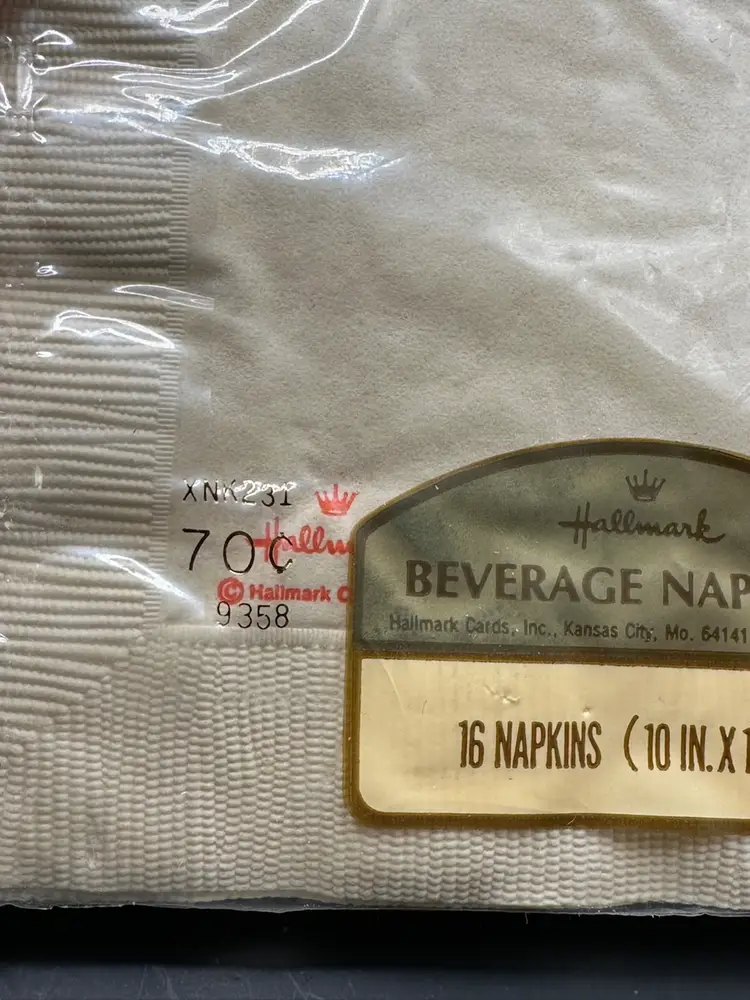 XNK231
70¢
Hallm
© Hallmark C
9358
Hallmark
BEVERAGE NAP
Hallmark Cards, Inc., Kansas City, Mo. 64141
16 NAPKINS (10 IN. X 1